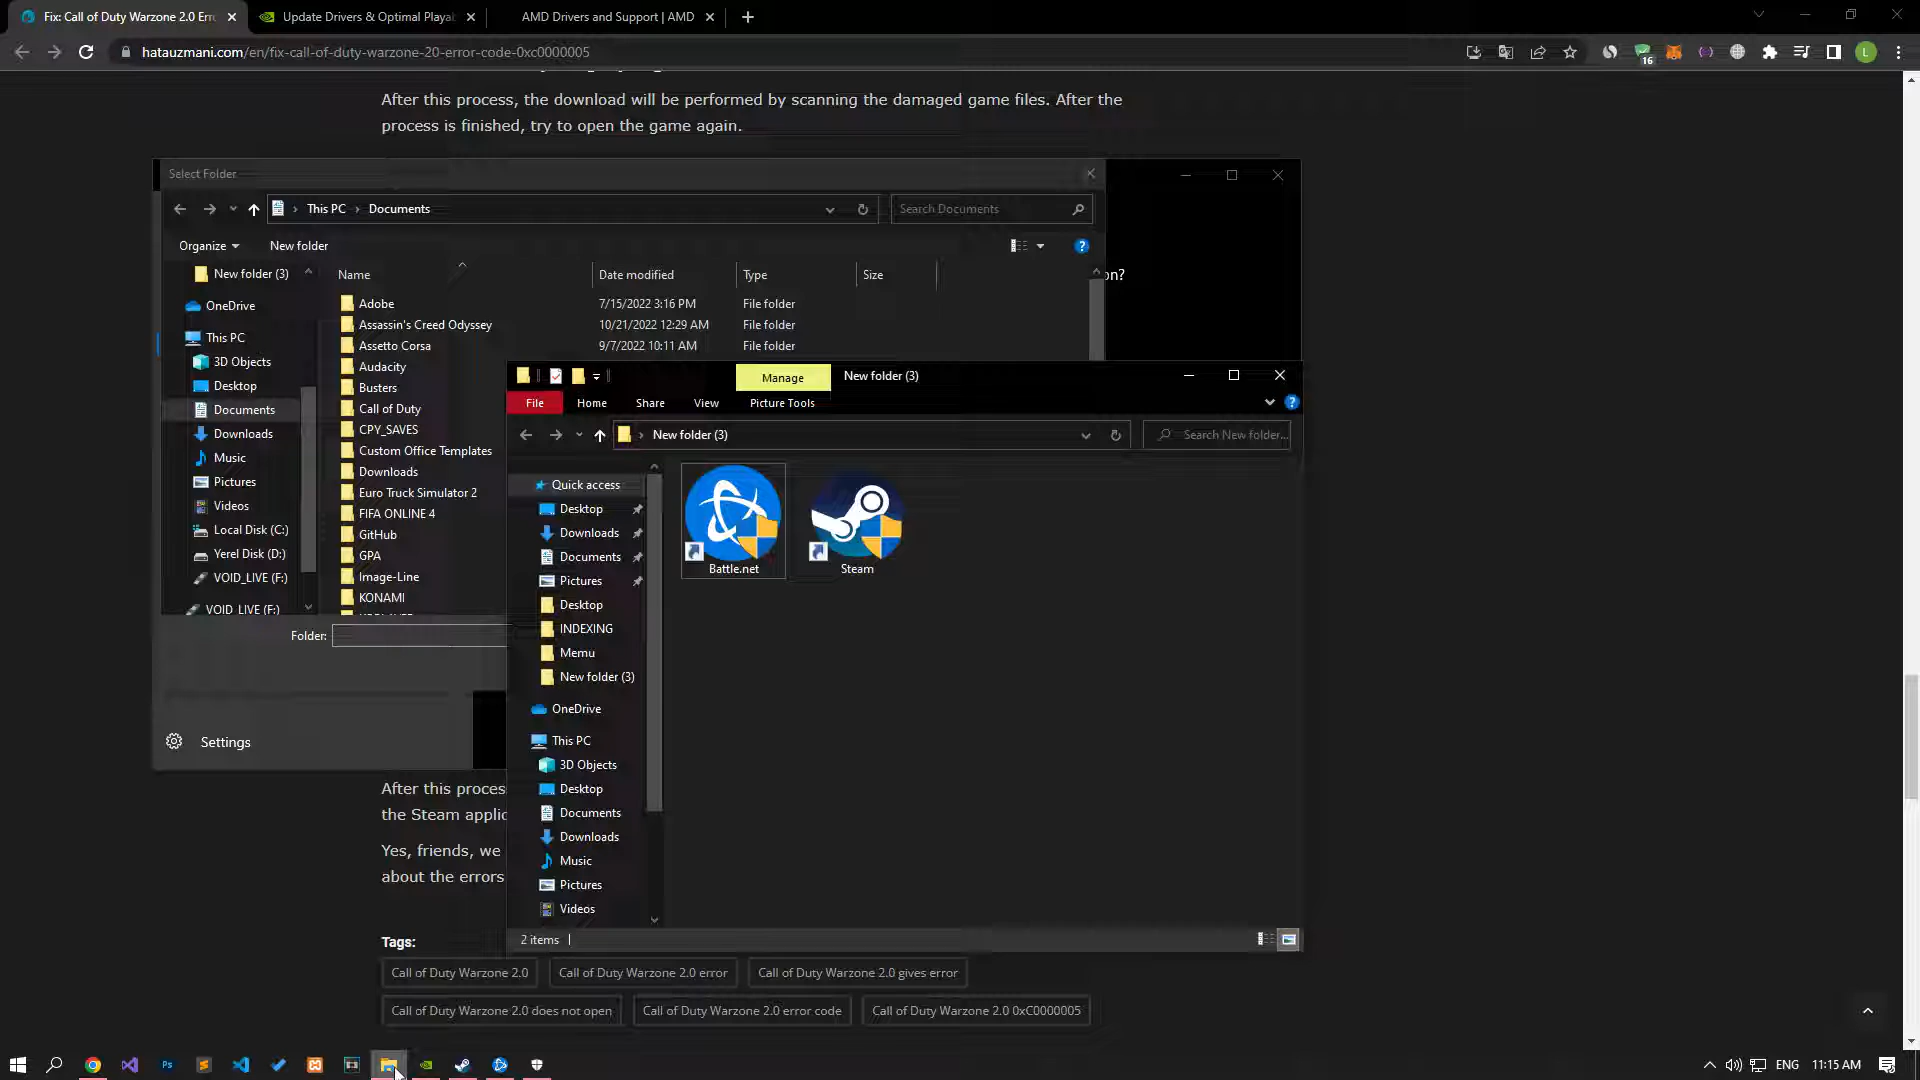 Fix: Call of Duty Warzone 2.0 Erro
Update Drivers & Optimal Playab
AMD Drivers and Support | AMD
hatauzmani.com/en/fix-call-of-duty-warzone-20-error-code-0xc0000005
16
L
After this process, the download will be performed by scanning the damaged game files. After the
process is finished, try to open the game again.
Select Folder
This PC > Documents
Search Documents
Organize
New folder
New folder (3)
Name
Date modified
Type
Size
on?
OneDrive
Adobe
7/15/2022 3:16 PM
File folder
Assassin's Creed Odyssey
10/21/2022 12:29 AM
File folder
This PC
Assetto Corsa
9/7/2022 10:11 AM
File folder
3D Objects
Audacity
Desktop
Busters
Documents
Call of Duty
Downloads
CPY_SAVES
Music
Custom Office Templates
Pictures
Downloads
Videos
Euro Truck Simulator 2
Local Disk (C:)
FIFA ONLINE 4
Yerel Disk (D:)
GitHub
VOID_LIVE (F:)
GPA
VOID_LIVE (F:)
Image-Line
KONAMI
Folder:
Settings
Manage
New folder (3)
File
Home
Share
View
Picture Tools
New folder (3)
Search New folder...
Quick access
Desktop
Downloads
Documents
Pictures
Desktop
INDEXING
Memu
New folder (3)
OneDrive
This PC
3D Objects
Desktop
Documents
Downloads
Music
Pictures
Videos
Battle.net
Steam
2 items
After this proces
the Steam applic
Yes, friends, we
about the errors
Tags:
Call of Duty Warzone 2.0
Call of Duty Warzone 2.0 error
Call of Duty Warzone 2.0 gives error
Call of Duty Warzone 2.0 does not open
Call of Duty Warzone 2.0 error code
Call of Duty Warzone 2.0 0xC0000005
Ps
ENG
11:15 AM